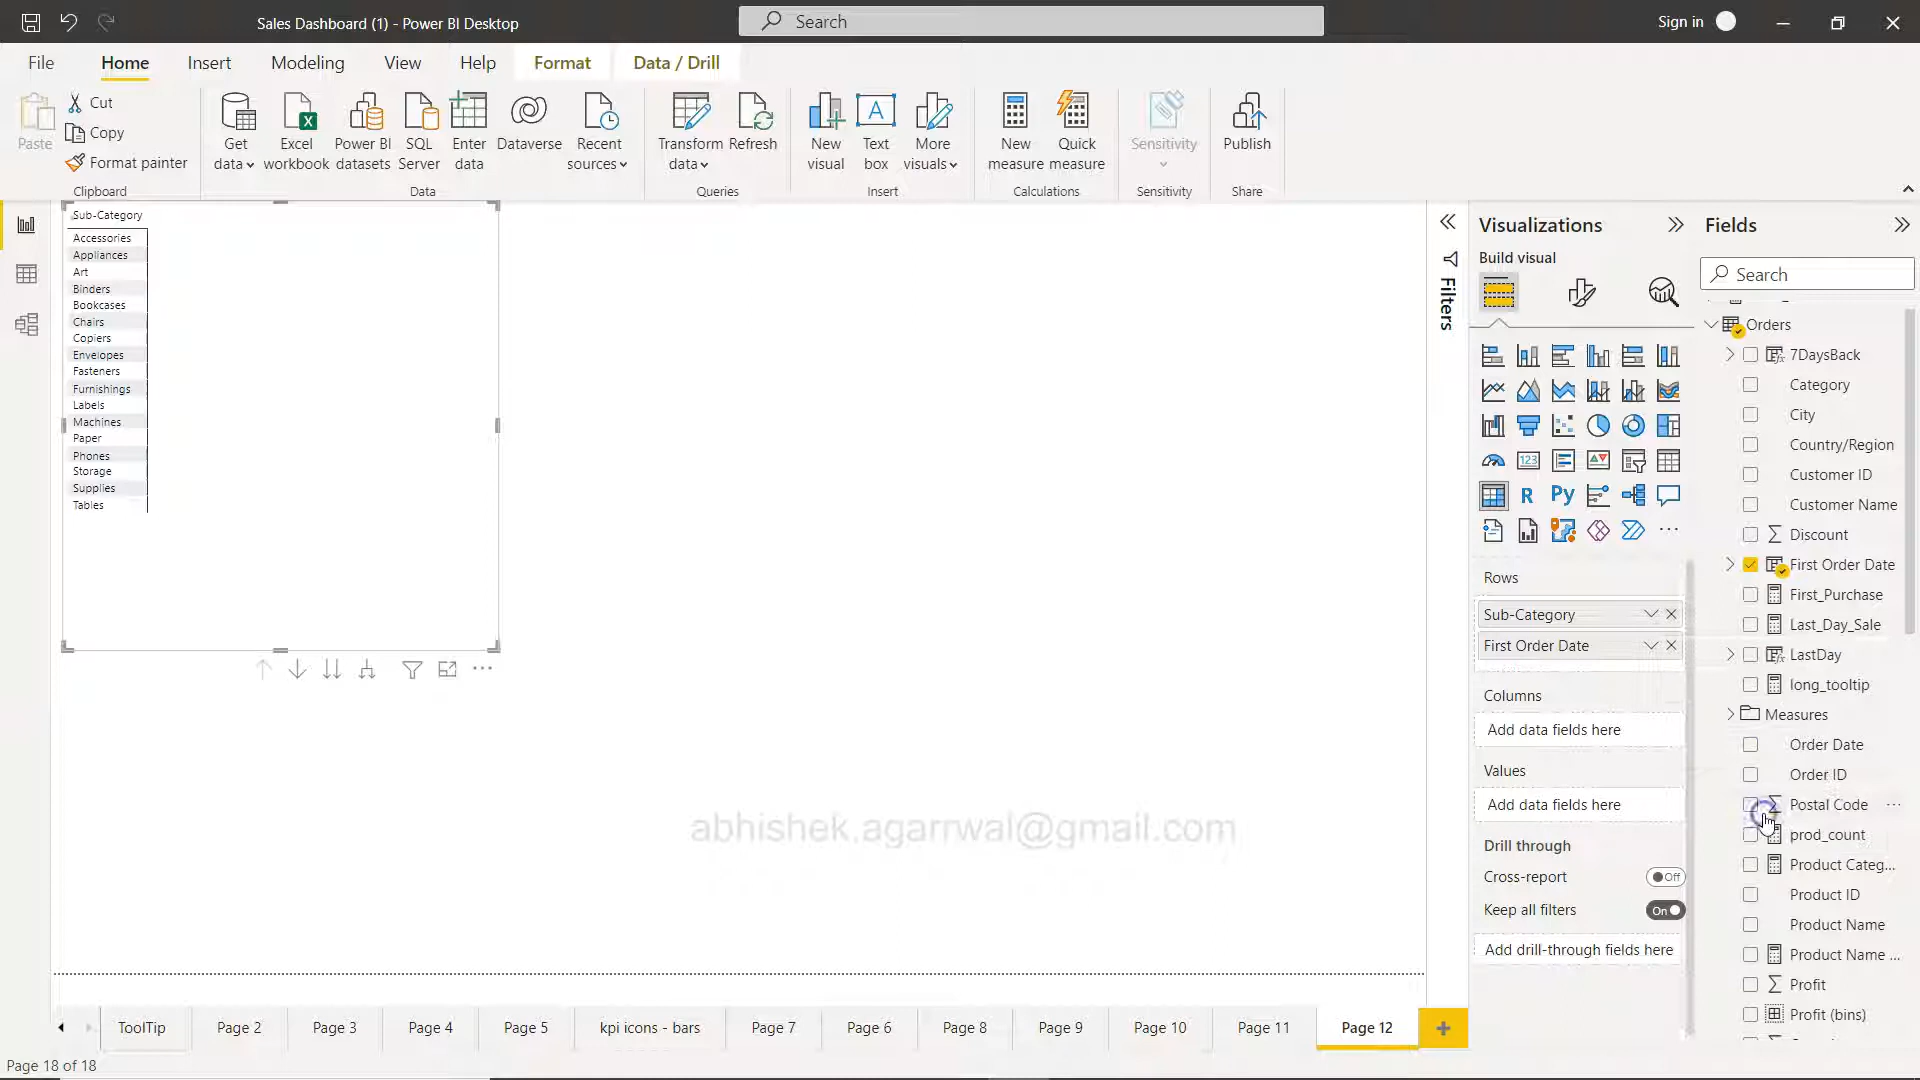 Sales Dashboard (1) - Power BI Desktop
Search
Sign in
File
Home
Insert
Modeling
View
Help
Format
Data / Drill
Paste
Cut
Copy
Format painter
Clipboard
Get
data
Excel
workbook
Power BI
datasets
SQL
Server
Enter
data
Dataverse
Recent
sources
Data
Transform
data
Refresh
Queries
New
visual
Text
box
More
visuals
Insert
New
measure
Quick
measure
Calculations
Sensitivity
Sensitivity
Publish
Share
Sub-Category
Accessories
Appliances
Art
Binders
Bookcases
Chairs
Copiers
Envelopes
Fasteners
Furnishings
Labels
Machines
Paper
Phones
Storage
Supplies
Tables
abhishek.agarrwal@gmail.com
Filters
Visualizations
Build visual
123
R
Py
Rows
Sub-Category
First Order Date
Columns
Add data fields here
Values
Add data fields here
Drill through
Cross-report
Off
Keep all filters
On
Add drill-through fields here
Fields
Search
Orders
7DaysBack
Category
City
Country/Region
Customer ID
Customer Name
Discount
First Order Date
First_Purchase
Last_Day_Sale
LastDay
long_tooltip
Measures
Order Date
Order ID
Postal Code
prod_count
Product Categ...
Product ID
Product Name
Product Name ...
Profit
Profit (bins)
ToolTip
Page 2
Page 3
Page 4
Page 5
kpi icons - bars
Page 7
Page 6
Page 8
Page 9
Page 10
Page 11
Page 12
Page 18 of 18